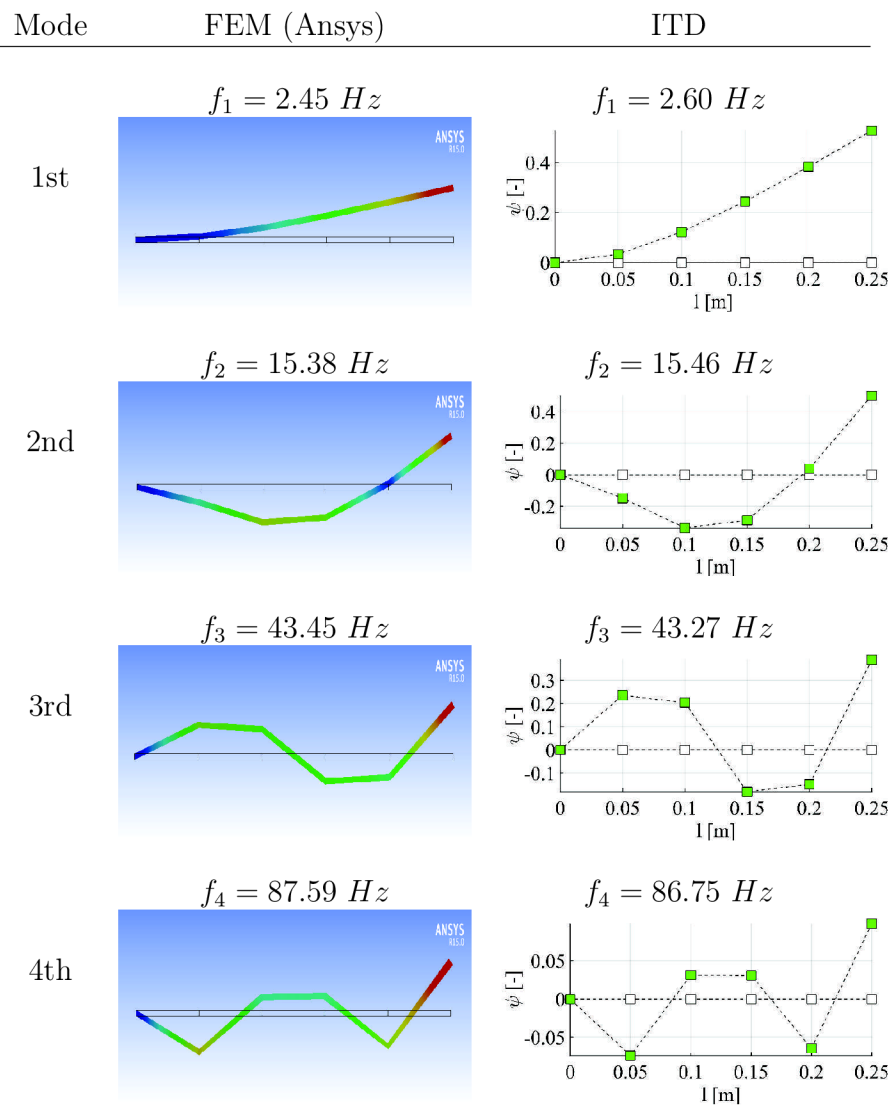 Mode FEM (Ansys) ITD
f₁ = 2.45 Hz f₁ = 2.60 Hz
1st
ANSYS
R15.0
ψ [-]
0.4
0.2
0
0 0.05 0.1 0.15 0.2 0.25
l [m]
f₂ = 15.38 Hz f₂ = 15.46 Hz
2nd
ANSYS
R15.0
ψ [-]
0.4
0.2
0
-0.2
0 0.05 0.1 0.15 0.2 0.25
l [m]
f₃ = 43.45 Hz f₃ = 43.27 Hz
3rd
ANSYS
R15.0
ψ [-]
0.3
0.2
0.1
0
-0.1
0 0.05 0.1 0.15 0.2 0.25
l [m]
f₄ = 87.59 Hz f₄ = 86.75 Hz
4th
ANSYS
R15.0
ψ [-]
0.05
0
-0.05
0 0.05 0.1 0.15 0.2 0.25
l [m]